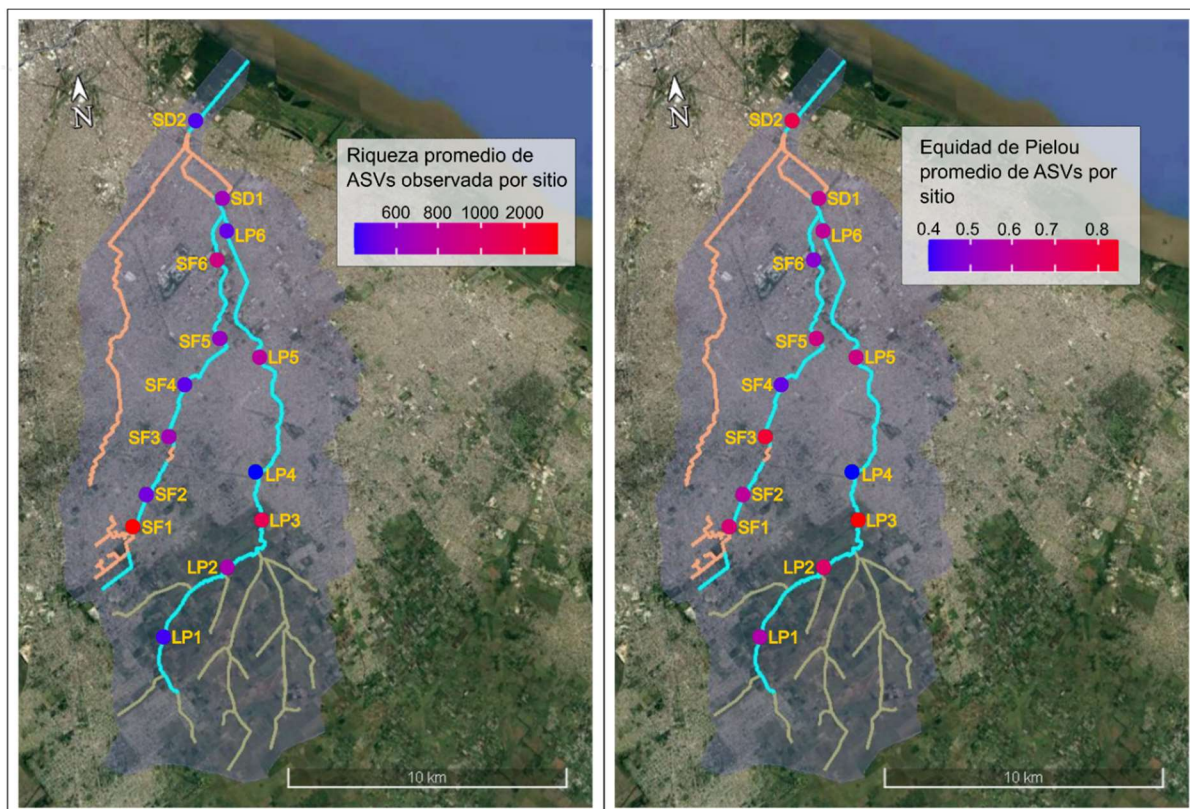 N
SD2
Riqueza promedio de
ASVs observada por sitio
600 800 1000 2000
SD1
LP6
SF6
SF5
LP5
SF4
SF3
LP4
SF2
LP3
SF1
LP2
LP1
10 km
N
SD2
Equidad de Pielou
promedio de ASVs por
sitio
0.4 0.5 0.6 0.7 0.8
SD1
LP6
SF6
SF5
LP5
SF4
SF3
LP4
SF2
LP3
SF1
LP2
LP1
10 km